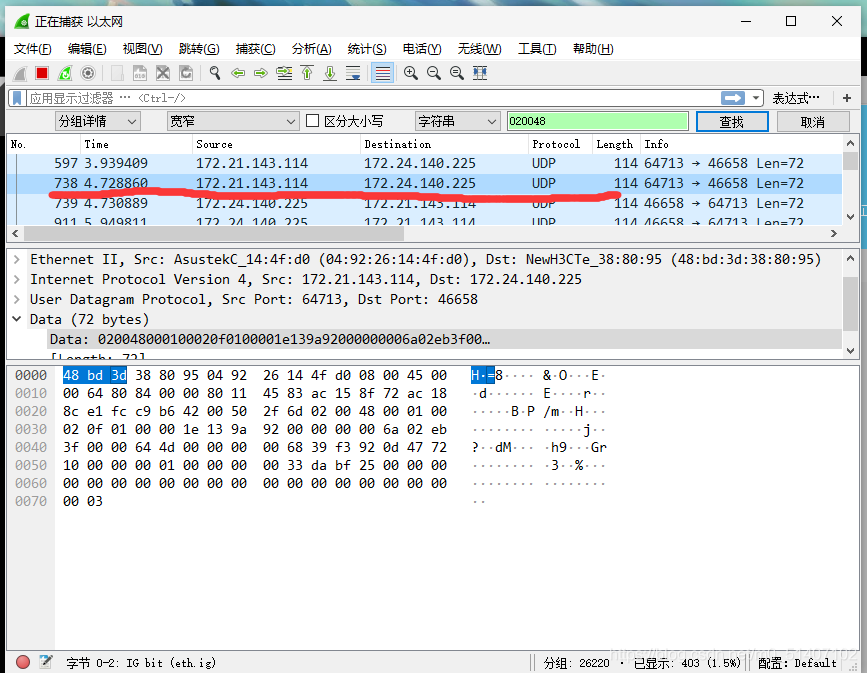 正在捕获 以太网
文件(F) 编辑(E) 视图(V) 跳转(G) 捕获(C) 分析(A) 统计(S) 电话(Y) 无线(W) 工具(T) 帮助(H)
应用显示过滤器 … <Ctrl-/> 表达式… +
分组详情 宽窄 区分大小写 字符串 020048 查找 取消
No. Time Source Destination Protocol Length Info
597 3.939409 172.21.143.114 172.24.140.225 UDP 114 64713 → 46658 Len=72
738 4.728860 172.21.143.114 172.24.140.225 UDP 114 64713 → 46658 Len=72
739 4.730889 172.24.140.225 172.21.143.114 UDP 114 46658 → 64713 Len=72
911 5.949811 172.24.140.225 172.21.143.114 UDP 114 46658 → 64713 Len=72
Ethernet II, Src: AsustekC_14:4f:d0 (04:92:26:14:4f:d0), Dst: NewH3CTe_38:80:95 (48:bd:3d:38:80:95)
Internet Protocol Version 4, Src: 172.21.143.114, Dst: 172.24.140.225
User Datagram Protocol, Src Port: 64713, Dst Port: 46658
Data (72 bytes)
Data: 020048000100020f0100001e139a92000000006a02eb3f00…
[Length: 72]
0000 48 bd 3d 38 80 95 04 92 26 14 4f d0 08 00 45 00 H·=8···· &·O···E·
0010 00 64 80 84 00 00 80 11 45 83 ac 15 8f 72 ac 18 ·d······ E····r··
0020 8c e1 fc c9 b6 42 00 50 2f 6d 02 00 48 00 01 00 ·····B·P /m··H···
0030 02 0f 01 00 00 1e 13 9a 92 00 00 00 00 6a 02 eb ········ ·····j··
0040 3f 00 00 64 4d 00 00 00 00 68 39 f3 92 0d 47 72 ?··dM··· ·h9···Gr
0050 10 00 00 00 01 00 00 00 00 33 da bf 25 00 00 00 ········ ·3··%···
0060 00 00 00 00 00 00 00 00 00 00 00 00 00 00 00 00 ········ ········
0070 00 03 ··
字节 0-2: IG bit (eth.ig) 分组: 26220 · 已显示: 403 (1.5%) 配置: Default